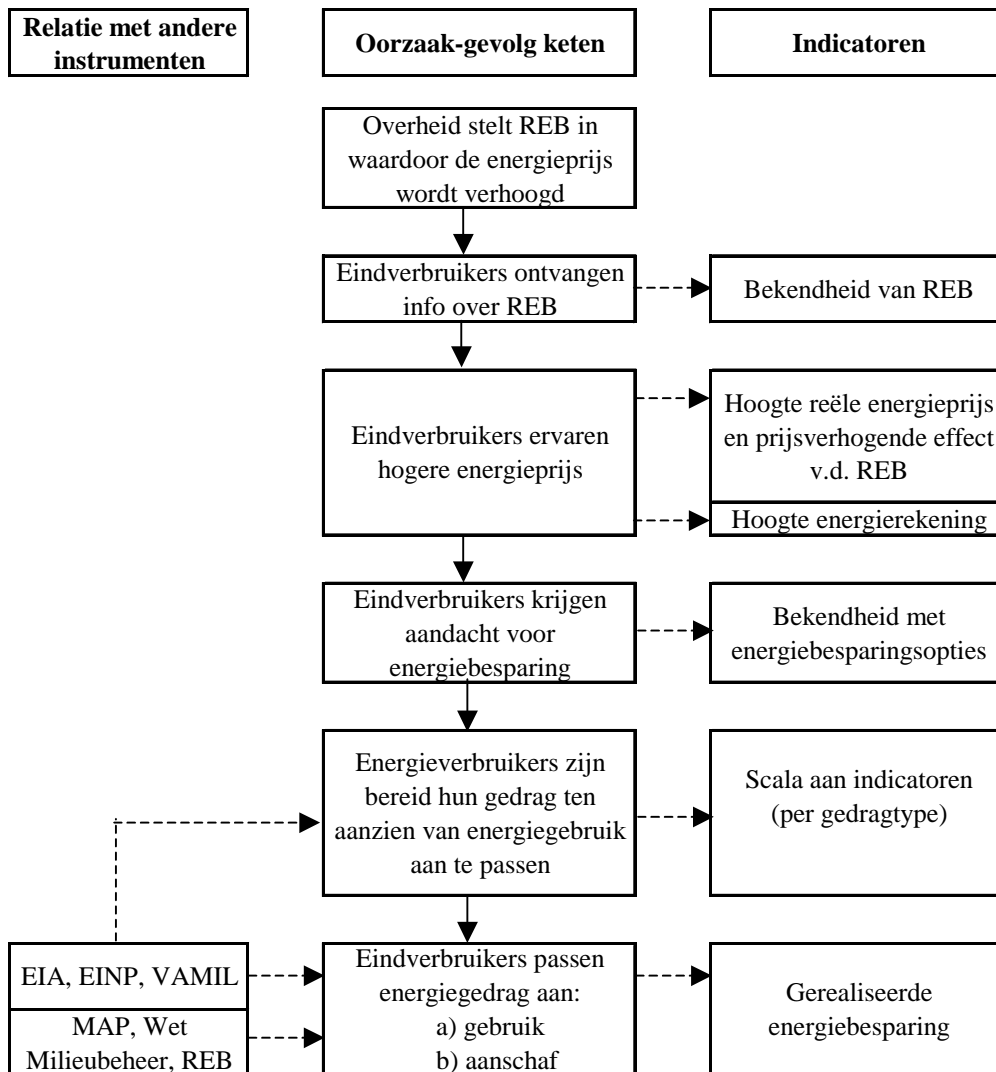 Relatie met andere
instrumenten
Oorzaak-gevolg keten
Indicatoren
Overheid stelt REB in
waardoor de energieprijs
wordt verhoogd
Eindverbruikers ontvangen
info over REB
Bekendheid van REB
Eindverbruikers ervaren
hogere energieprijs
Hoogte reële energieprijs
en prijsverhogende effect
v.d. REB
Hoogte energierekening
Eindverbruikers krijgen
aandacht voor
energiebesparing
Bekendheid met
energiebesparingsopties
Energieverbruikers zijn
bereid hun gedrag ten
aanzien van energiegebruik
aan te passen
Scala aan indicatoren
(per gedragtype)
EIA, EINP, VAMIL
MAP, Wet
Milieubeheer, REB
Eindverbruikers passen
energiegedrag aan:
a) gebruik
b) aanschaf
Gerealiseerde
energiebesparing